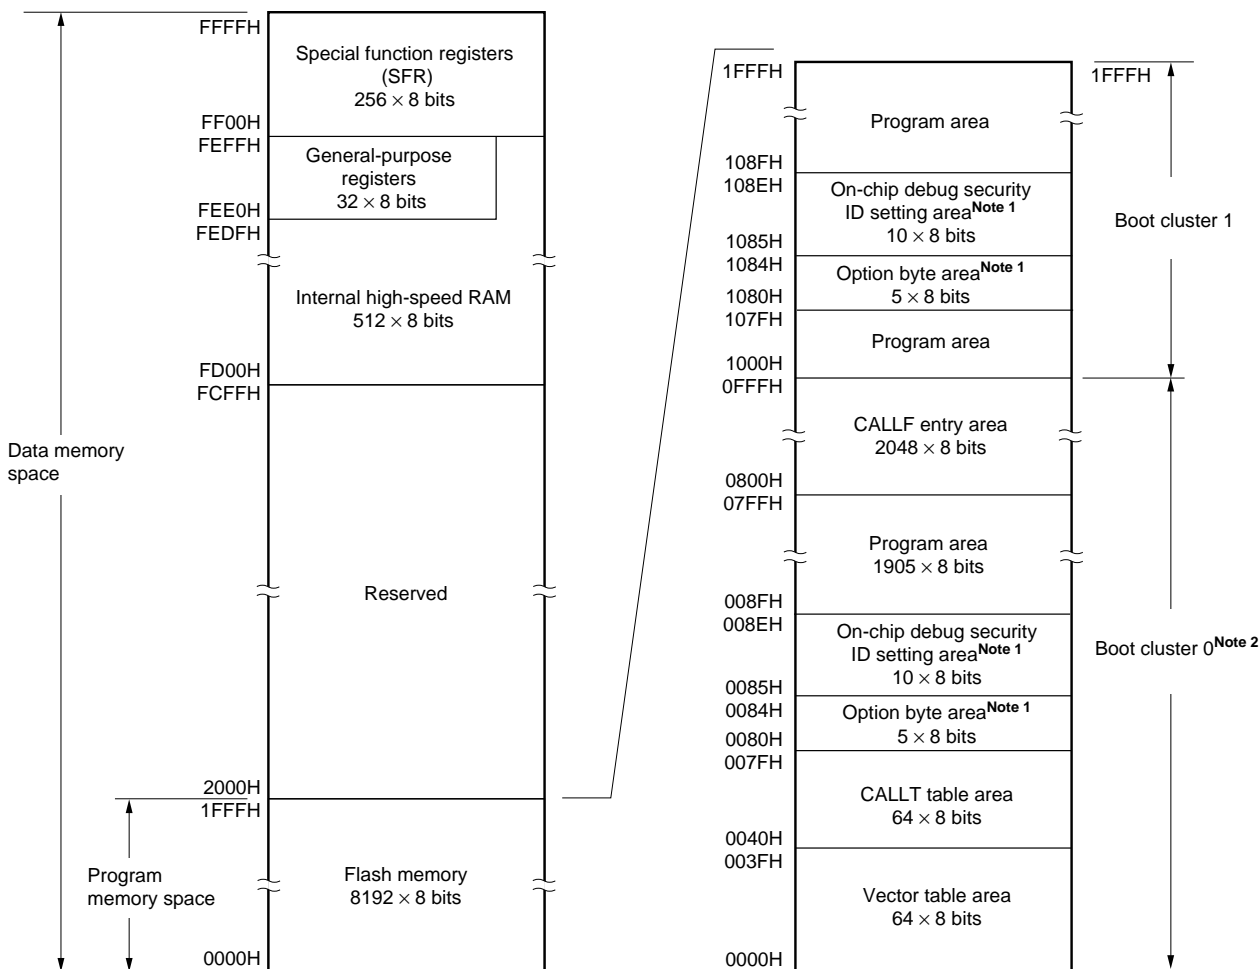 FFFFH
Special function registers
(SFR)
256 × 8 bits
FF00H
FEFFH
General-purpose
registers
32 × 8 bits
FEE0H
FEDFH
Internal high-speed RAM
512 × 8 bits
FD00H
FCFFH
Data memory
space
Reserved
2000H
1FFFH
Program
memory space
Flash memory
8192 × 8 bits
0000H
1FFFH
1FFFH
Program area
108FH
108EH
On-chip debug security
ID setting areaNote 1
10 × 8 bits
Boot cluster 1
1085H
1084H
Option byte areaNote 1
5 × 8 bits
1080H
107FH
Program area
1000H
0FFFH
CALLF entry area
2048 × 8 bits
0800H
07FFH
Program area
1905 × 8 bits
008FH
008EH
On-chip debug security
ID setting areaNote 1
10 × 8 bits
Boot cluster 0Note 2
0085H
0084H
Option byte areaNote 1
5 × 8 bits
0080H
007FH
CALLT table area
64 × 8 bits
0040H
003FH
Vector table area
64 × 8 bits
0000H